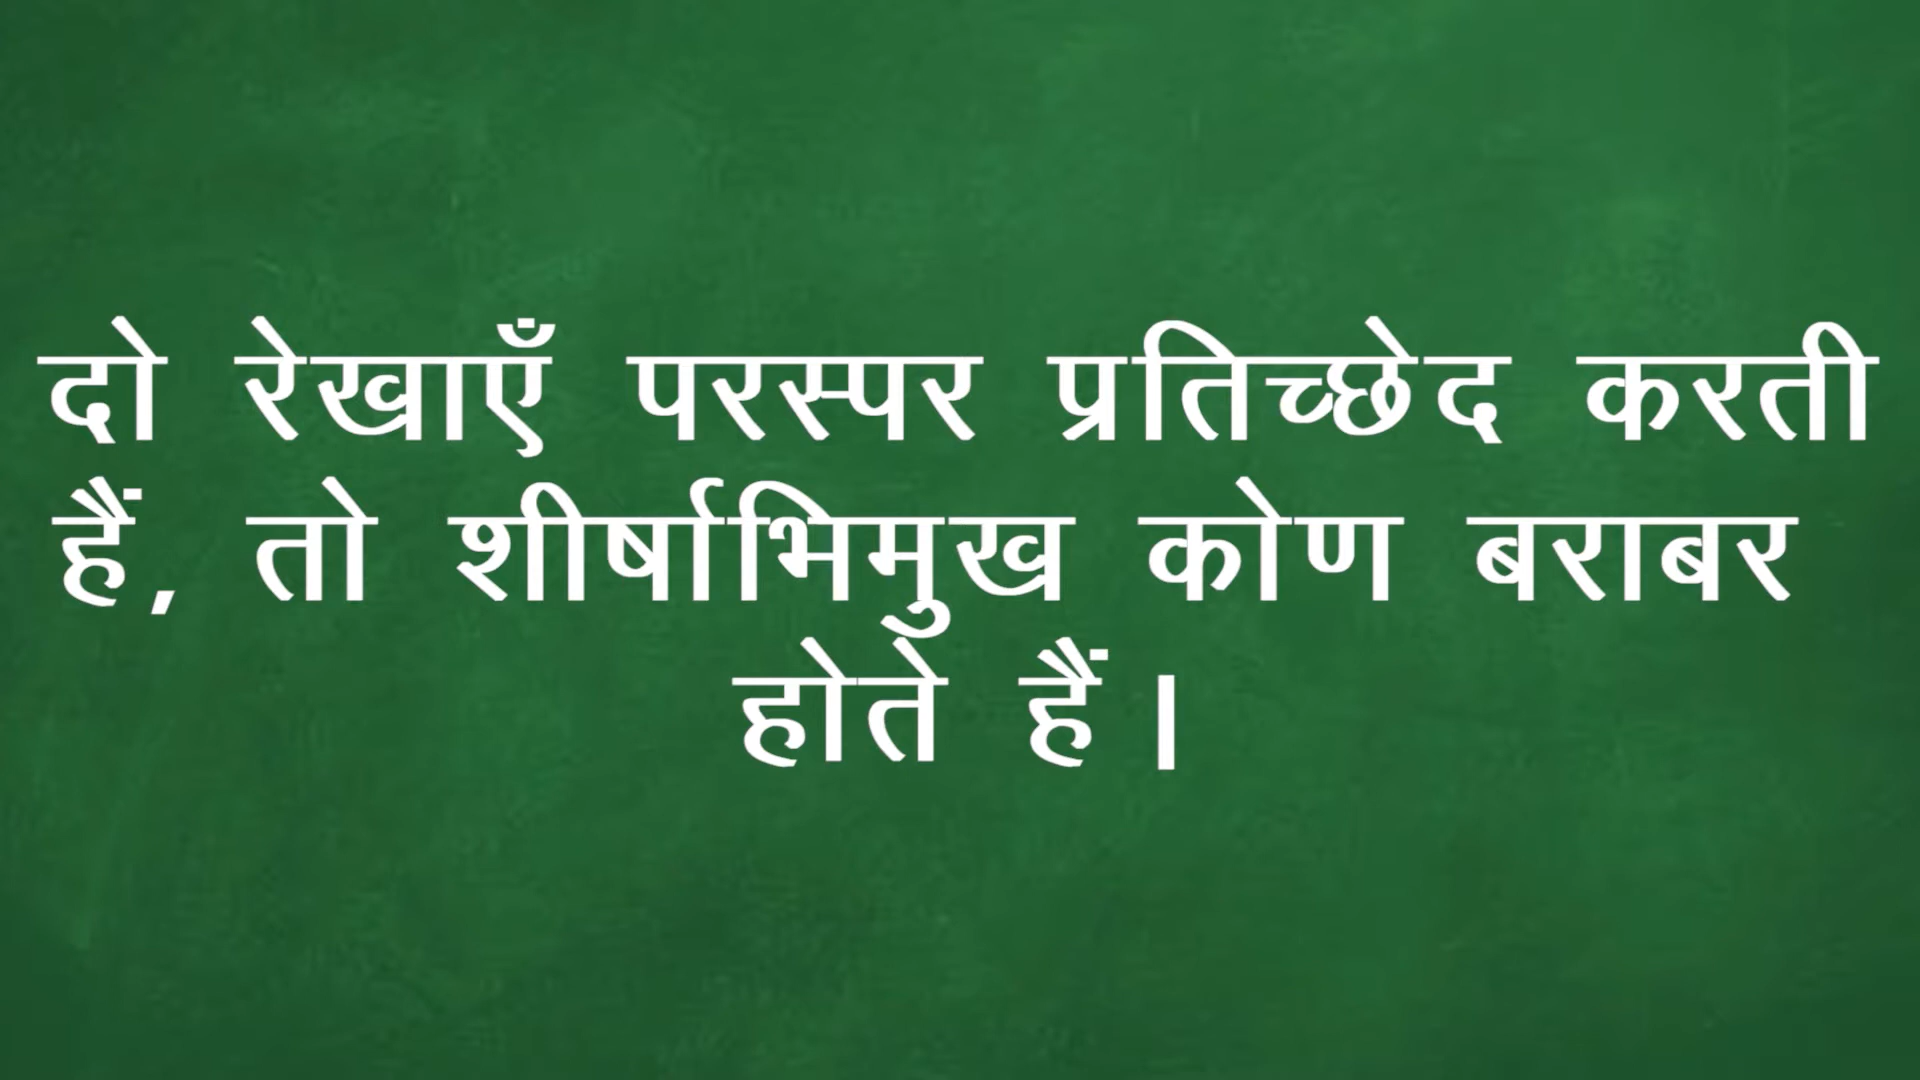 दो रेखाएँ परस्पर प्रतिच्छेद करती
हैं, तो शीर्षाभिमुख कोण बराबर
होते हैं।